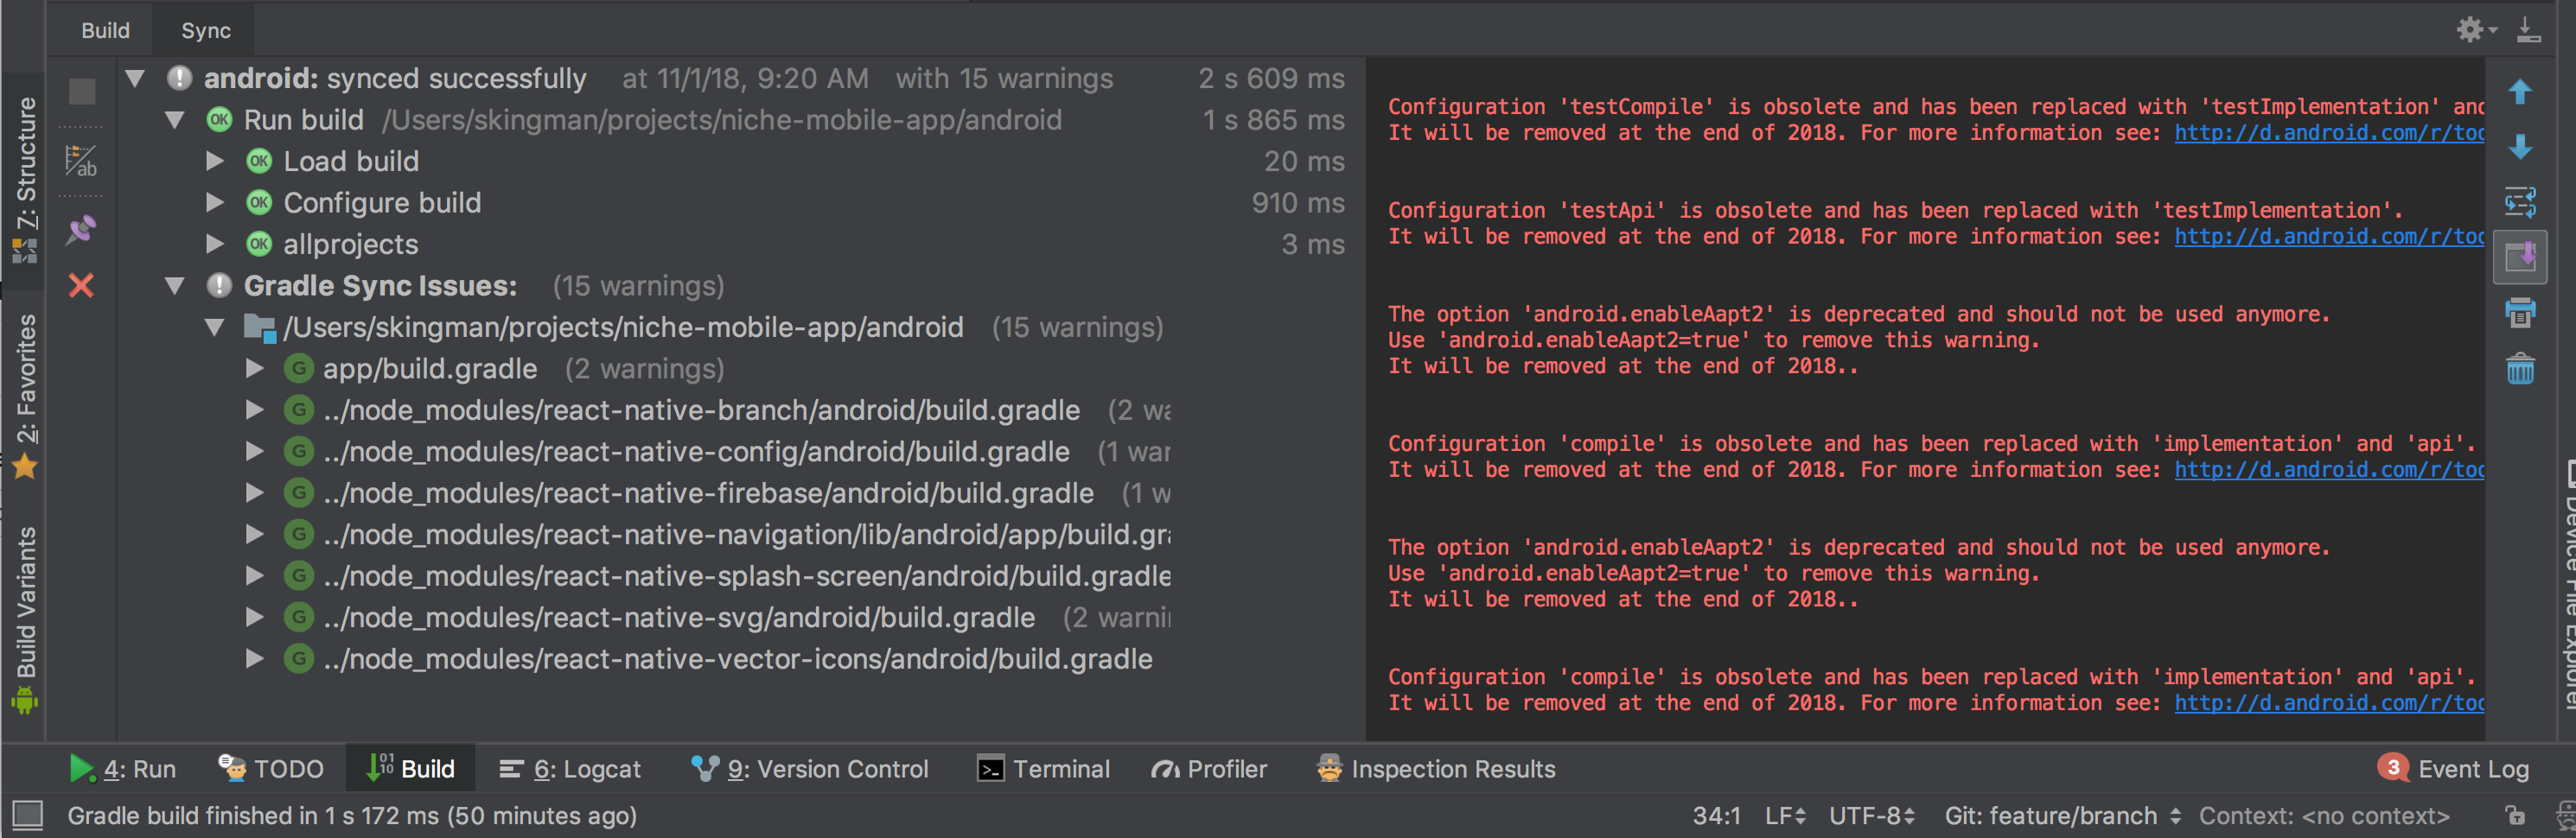 Build Sync
android: synced successfully at 11/1/18, 9:20 AM with 15 warnings 2 s 609 ms
Run build /Users/skingman/projects/niche-mobile-app/android 1 s 865 ms
Load build 20 ms
Configure build 910 ms
allprojects 3 ms
Gradle Sync Issues: (15 warnings)
/Users/skingman/projects/niche-mobile-app/android (15 warnings)
app/build.gradle (2 warnings)
../node_modules/react-native-branch/android/build.gradle (2 wa
../node_modules/react-native-config/android/build.gradle (1 war
../node_modules/react-native-firebase/android/build.gradle (1 w
../node_modules/react-native-navigation/lib/android/app/build.gra
../node_modules/react-native-splash-screen/android/build.gradle
../node_modules/react-native-svg/android/build.gradle (2 warni
../node_modules/react-native-vector-icons/android/build.gradle
Configuration 'testCompile' is obsolete and has been replaced with 'testImplementation' and
It will be removed at the end of 2018. For more information see: http://d.android.com/r/too
Configuration 'testApi' is obsolete and has been replaced with 'testImplementation'.
It will be removed at the end of 2018. For more information see: http://d.android.com/r/too
The option 'android.enableAapt2' is deprecated and should not be used anymore.
Use 'android.enableAapt2=true' to remove this warning.
It will be removed at the end of 2018..
Configuration 'compile' is obsolete and has been replaced with 'implementation' and 'api'.
It will be removed at the end of 2018. For more information see: http://d.android.com/r/too
The option 'android.enableAapt2' is deprecated and should not be used anymore.
Use 'android.enableAapt2=true' to remove this warning.
It will be removed at the end of 2018..
Configuration 'compile' is obsolete and has been replaced with 'implementation' and 'api'.
It will be removed at the end of 2018. For more information see: http://d.android.com/r/too
Z: Structure
2: Favorites
Build Variants
Device File Explorer
4: Run TODO Build 6: Logcat 9: Version Control Terminal Profiler Inspection Results 3 Event Log
Gradle build finished in 1 s 172 ms (50 minutes ago) 34:1 LF UTF-8 Git: feature/branch Context: <no context>